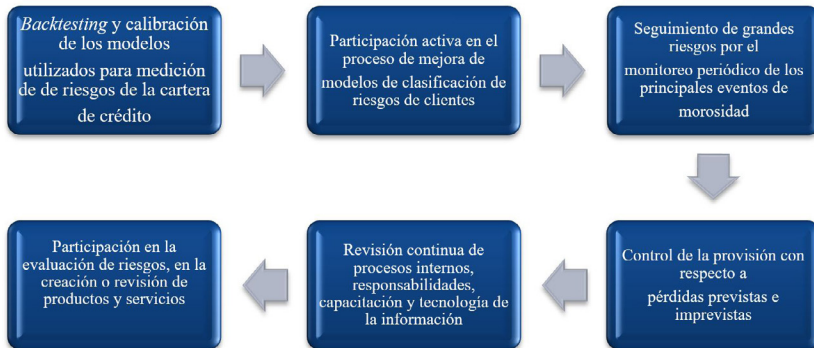 Backtesting y calibración
de los modelos
utilizados para medición
de de riesgos de la cartera
de crédito
Participación activa en el
proceso de mejora de
modelos de clasificación de
riesgos de clientes
Seguimiento de grandes
riesgos por el
monitoreo periódico de los
principales eventos de
morosidad
Control de la provisión con
respecto a
pérdidas previstas e
imprevistas
Revisión continua de
procesos internos,
responsabilidades,
capacitación y tecnología de
la información
Participación en la
evaluación de riesgos, en la
creación o revisión de
productos y servicios